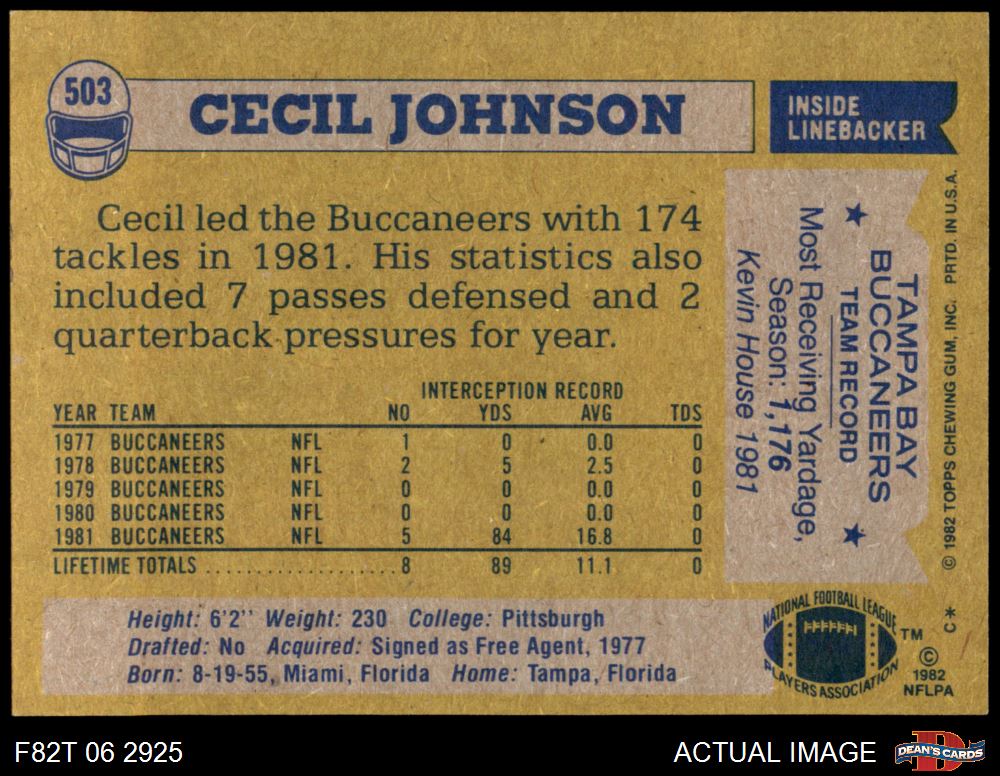 503
CECIL JOHNSON
INSIDE
LINEBACKER
Cecil led the Buccaneers with 174
tackles in 1981. His statistics also
included 7 passes defensed and 2
quarterback pressures for year.
INTERCEPTION RECORD
YEAR TEAM NO YDS AVG TDS
1977 BUCCANEERS NFL 1 0 0.0 0
1978 BUCCANEERS NFL 2 5 2.5 0
1979 BUCCANEERS NFL 0 0 0.0 0
1980 BUCCANEERS NFL 0 0 0.0 0
1981 BUCCANEERS NFL 5 84 16.8 0
LIFETIME TOTALS ..................... 8 89 11.1 0
TAMPA BAY
BUCCANEERS
TEAM RECORD
Most Receiving Yardage,
Season: 1,176
Kevin House 1981
© 1982 TOPPS CHEWING GUM, INC. PRTD. IN U.S.A.
C *
Height: 6'2'' Weight: 230 College: Pittsburgh
Drafted: No Acquired: Signed as Free Agent, 1977
Born: 8-19-55, Miami, Florida Home: Tampa, Florida
NATIONAL FOOTBALL LEAGUE
PLAYERS ASSOCIATION
TM
©
1982
NFLPA
F82T 06 2925
ACTUAL IMAGE
D
DEAN'S CARDS